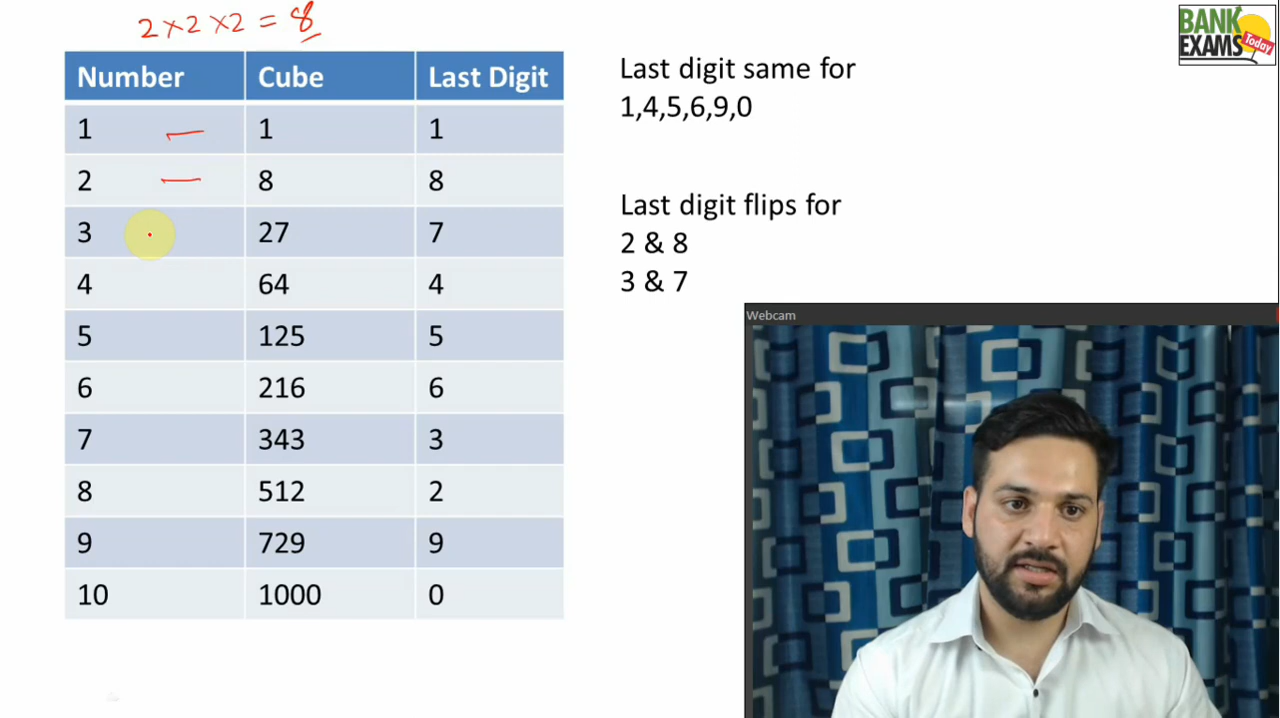 2×2×2 = 8
BANK
EXAMS Today
Number Cube Last Digit
1 1 1
2 8 8
3 27 7
4 64 4
5 125 5
6 216 6
7 343 3
8 512 2
9 729 9
10 1000 0
Last digit same for
1,4,5,6,9,0
Last digit flips for
2 & 8
3 & 7
Webcam